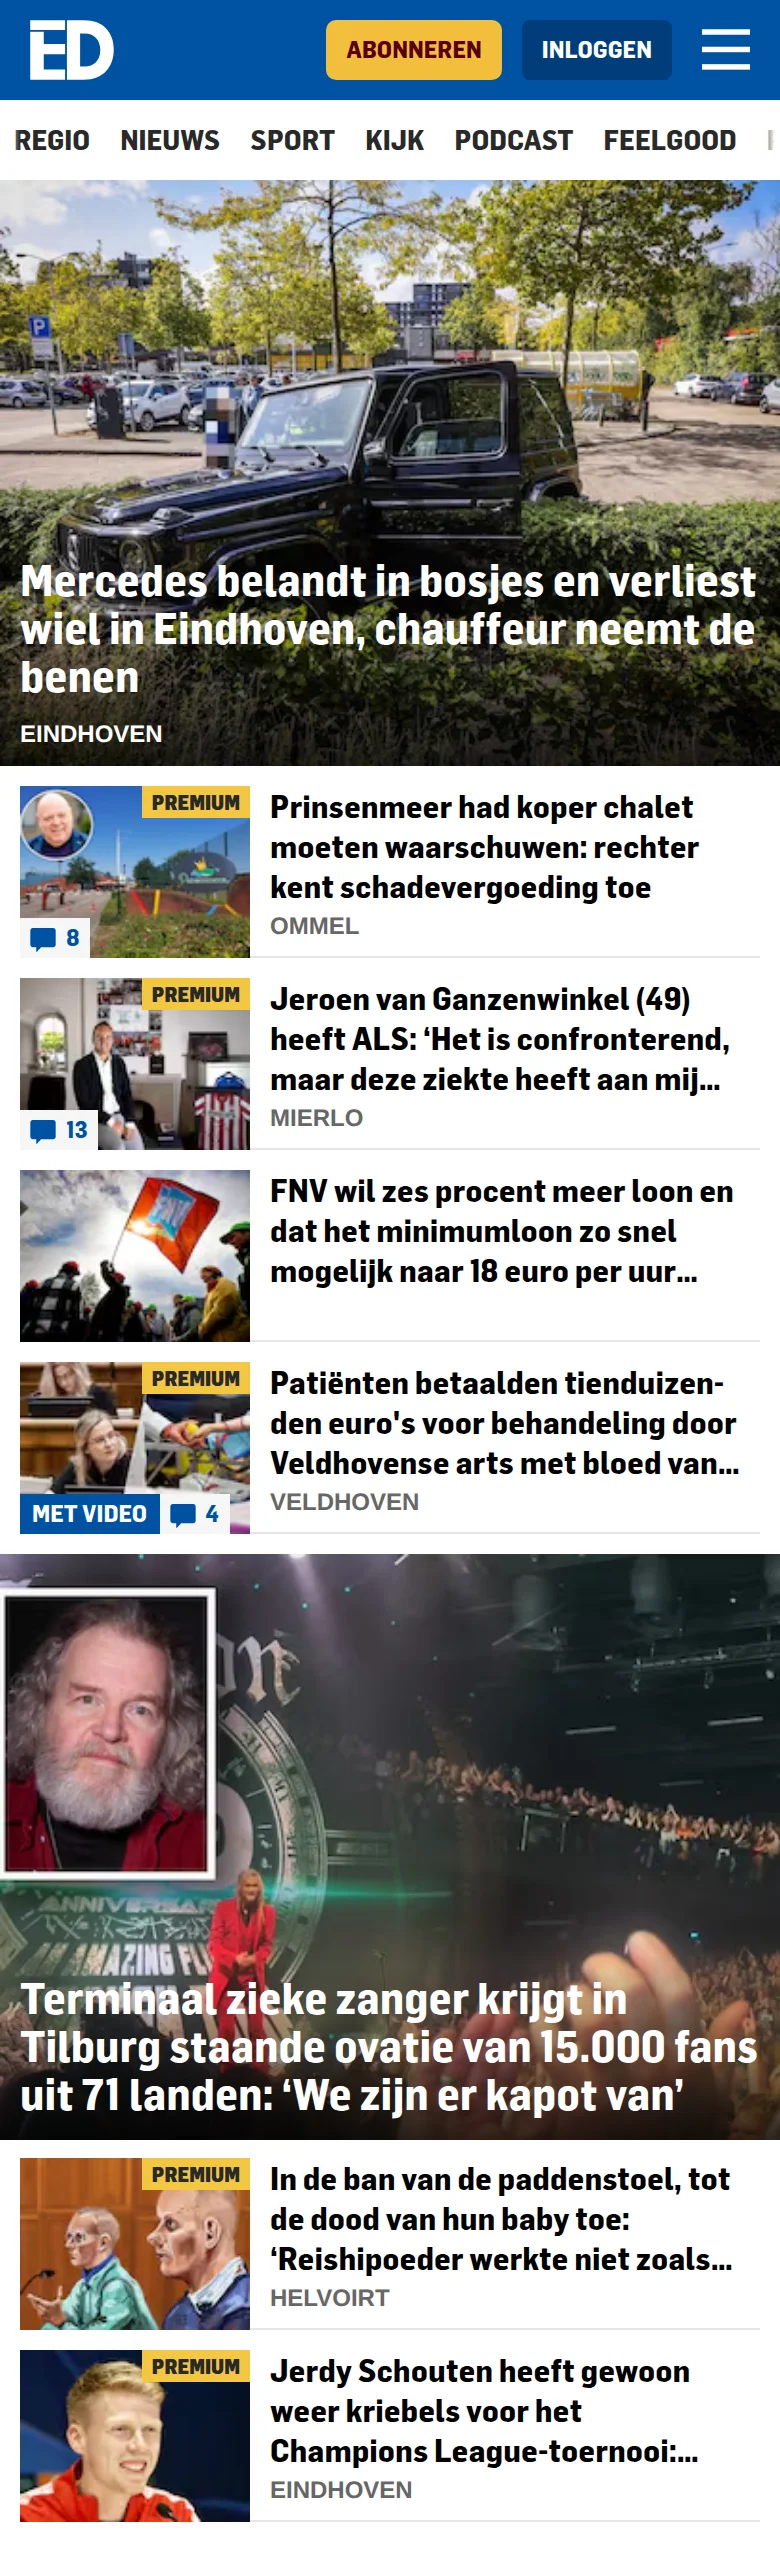 ED
ABONNEREN
INLOGGEN
REGIO NIEUWS SPORT KIJK PODCAST FEELGOOD
P
Mercedes belandt in bosjes en verliest
wiel in Eindhoven, chauffeur neemt de
benen
EINDHOVEN
PREMIUM
8
Prinsenmeer had koper chalet
moeten waarschuwen: rechter
kent schadevergoeding toe
OMMEL
PREMIUM
13
Jeroen van Ganzenwinkel (49)
heeft ALS: ‘Het is confronterend,
maar deze ziekte heeft aan mij...
MIERLO
FNV wil zes procent meer loon en
dat het minimumloon zo snel
mogelijk naar 18 euro per uur...
PREMIUM
MET VIDEO
4
Patiënten betaalden tienduizen-
den euro's voor behandeling door
Veldhovense arts met bloed van...
VELDHOVEN
ANNIVERSAR
AMAZING FL
Terminaal zieke zanger krijgt in
Tilburg staande ovatie van 15.000 fans
uit 71 landen: ‘We zijn er kapot van’
PREMIUM
In de ban van de paddenstoel, tot
de dood van hun baby toe:
‘Reishipoeder werkte niet zoals...
HELVOIRT
PREMIUM
Jerdy Schouten heeft gewoon
weer kriebels voor het
Champions League-toernooi:...
EINDHOVEN